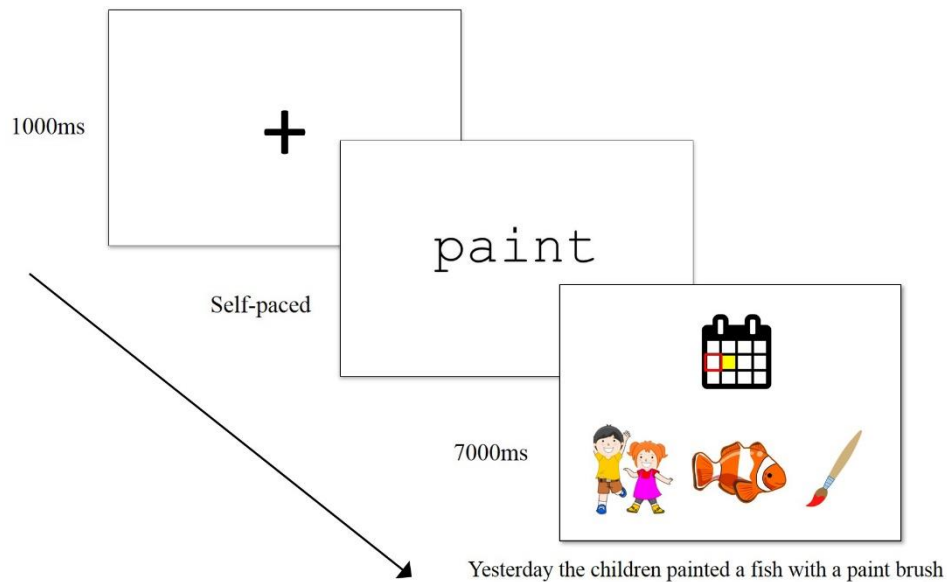 1000ms
+
paint
Self-paced
7000ms
Yesterday the children painted a fish with a paint brush